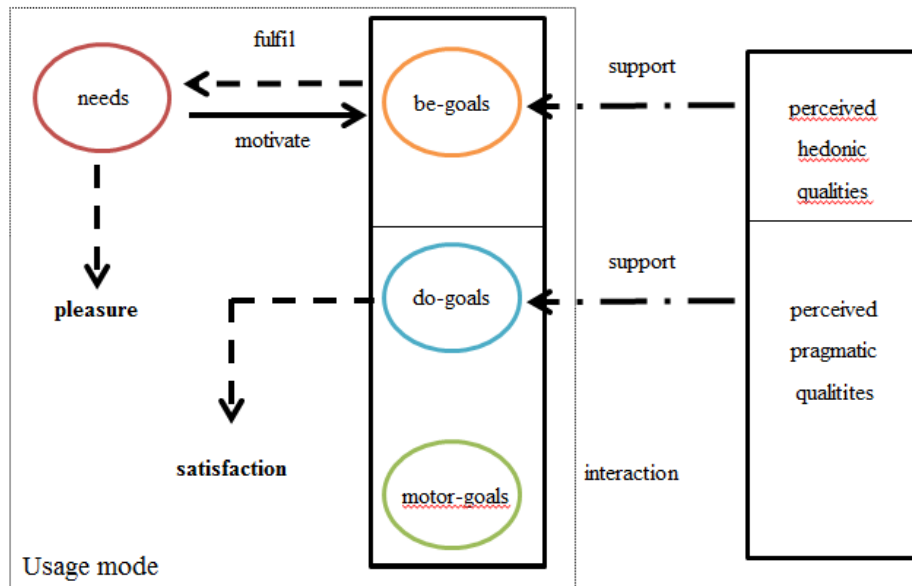 fulfil
needs
motivate
be-goals
support
perceived
hedonic
qualities
pleasure
do-goals
support
perceived
pragmatic
qualitites
satisfaction
motor-goals
interaction
Usage mode